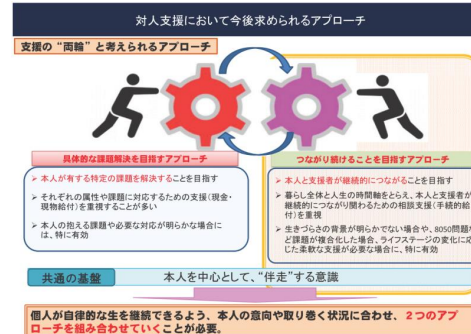 対人支援において今後求められるアプローチ
支援の“両輪”と考えられるアプローチ
具体的な課題解決を目指すアプローチ
➢ 本人が有する特定の課題を解決することを目指す
➢ それぞれの属性や課題に対応するための支援(現金・
現物給付)を重視することが多い
➢ 本人の抱える課題や必要な対応が明らかな場合に
は、特に有効
つながり続けることを目指すアプローチ
➢ 本人と支援者が継続的につながることを目指す
➢ 暮らし全体と人生の時間軸をとらえ、本人と支援者が
継続的につながり関わるための相談支援(手続的給
付)を重視
➢ 生きづらさの背景が明らかでない場合や、8050問題な
ど課題が複合化した場合、ライフステージの変化に応
じた柔軟な支援が必要な場合に、特に有効
共通の基盤
本人を中心として、“伴走”する意識
個人が自律的な生を継続できるよう、本人の意向や取り巻く状況に合わせ、２つのアプ
ローチを組み合わせていくことが必要。